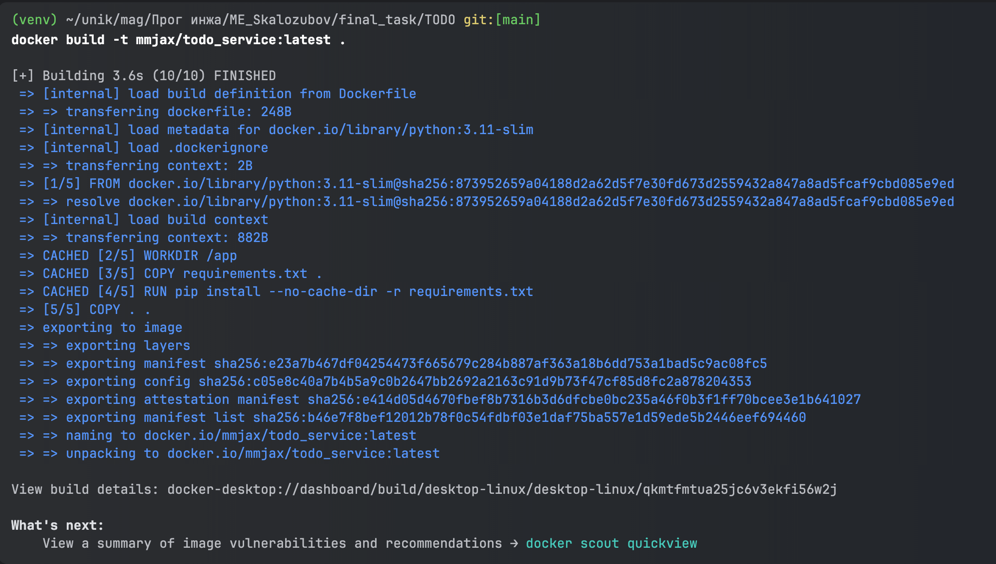 (venv) ~/unik/mag/Прог инжа/ME_Skalozubov/final_task/TODO git:[main]
docker build -t mmjax/todo_service:latest .
[+] Building 3.6s (10/10) FINISHED
=> [internal] load build definition from Dockerfile
=> => transferring dockerfile: 248B
=> [internal] load metadata for docker.io/library/python:3.11-slim
=> [internal] load .dockerignore
=> => transferring context: 2B
=> [1/5] FROM docker.io/library/python:3.11-slim@sha256:873952659a04188d2a62d5f7e30fd673d2559432a847a8ad5fcaf9cbd085e9ed
=> => resolve docker.io/library/python:3.11-slim@sha256:873952659a04188d2a62d5f7e30fd673d2559432a847a8ad5fcaf9cbd085e9ed
=> [internal] load build context
=> => transferring context: 882B
=> CACHED [2/5] WORKDIR /app
=> CACHED [3/5] COPY requirements.txt .
=> CACHED [4/5] RUN pip install --no-cache-dir -r requirements.txt
=> [5/5] COPY . .
=> exporting to image
=> => exporting layers
=> => exporting manifest sha256:e23a7b467df04254473f665679c284b887af363a18b6dd753a1bad5c9ac08fc5
=> => exporting config sha256:c05e8c40a7b4b5a9c0b2647bb2692a2163c91d9b73f47cf85d8fc2a878204353
=> => exporting attestation manifest sha256:e414d05d4670fbef8b7316b3d6dfcbe0bc235a46f0b3f1ff70bcee3e1b641027
=> => exporting manifest list sha256:b46e7f8bef12012b78f0c54fdbf03e1daf75ba557e1d59ede5b2446eef694460
=> => naming to docker.io/mmjax/todo_service:latest
=> => unpacking to docker.io/mmjax/todo_service:latest
View build details: docker-desktop://dashboard/build/desktop-linux/desktop-linux/qkmtfmtua25jc6v3ekfi56w2j
What's next:
View a summary of image vulnerabilities and recommendations → docker scout quickview